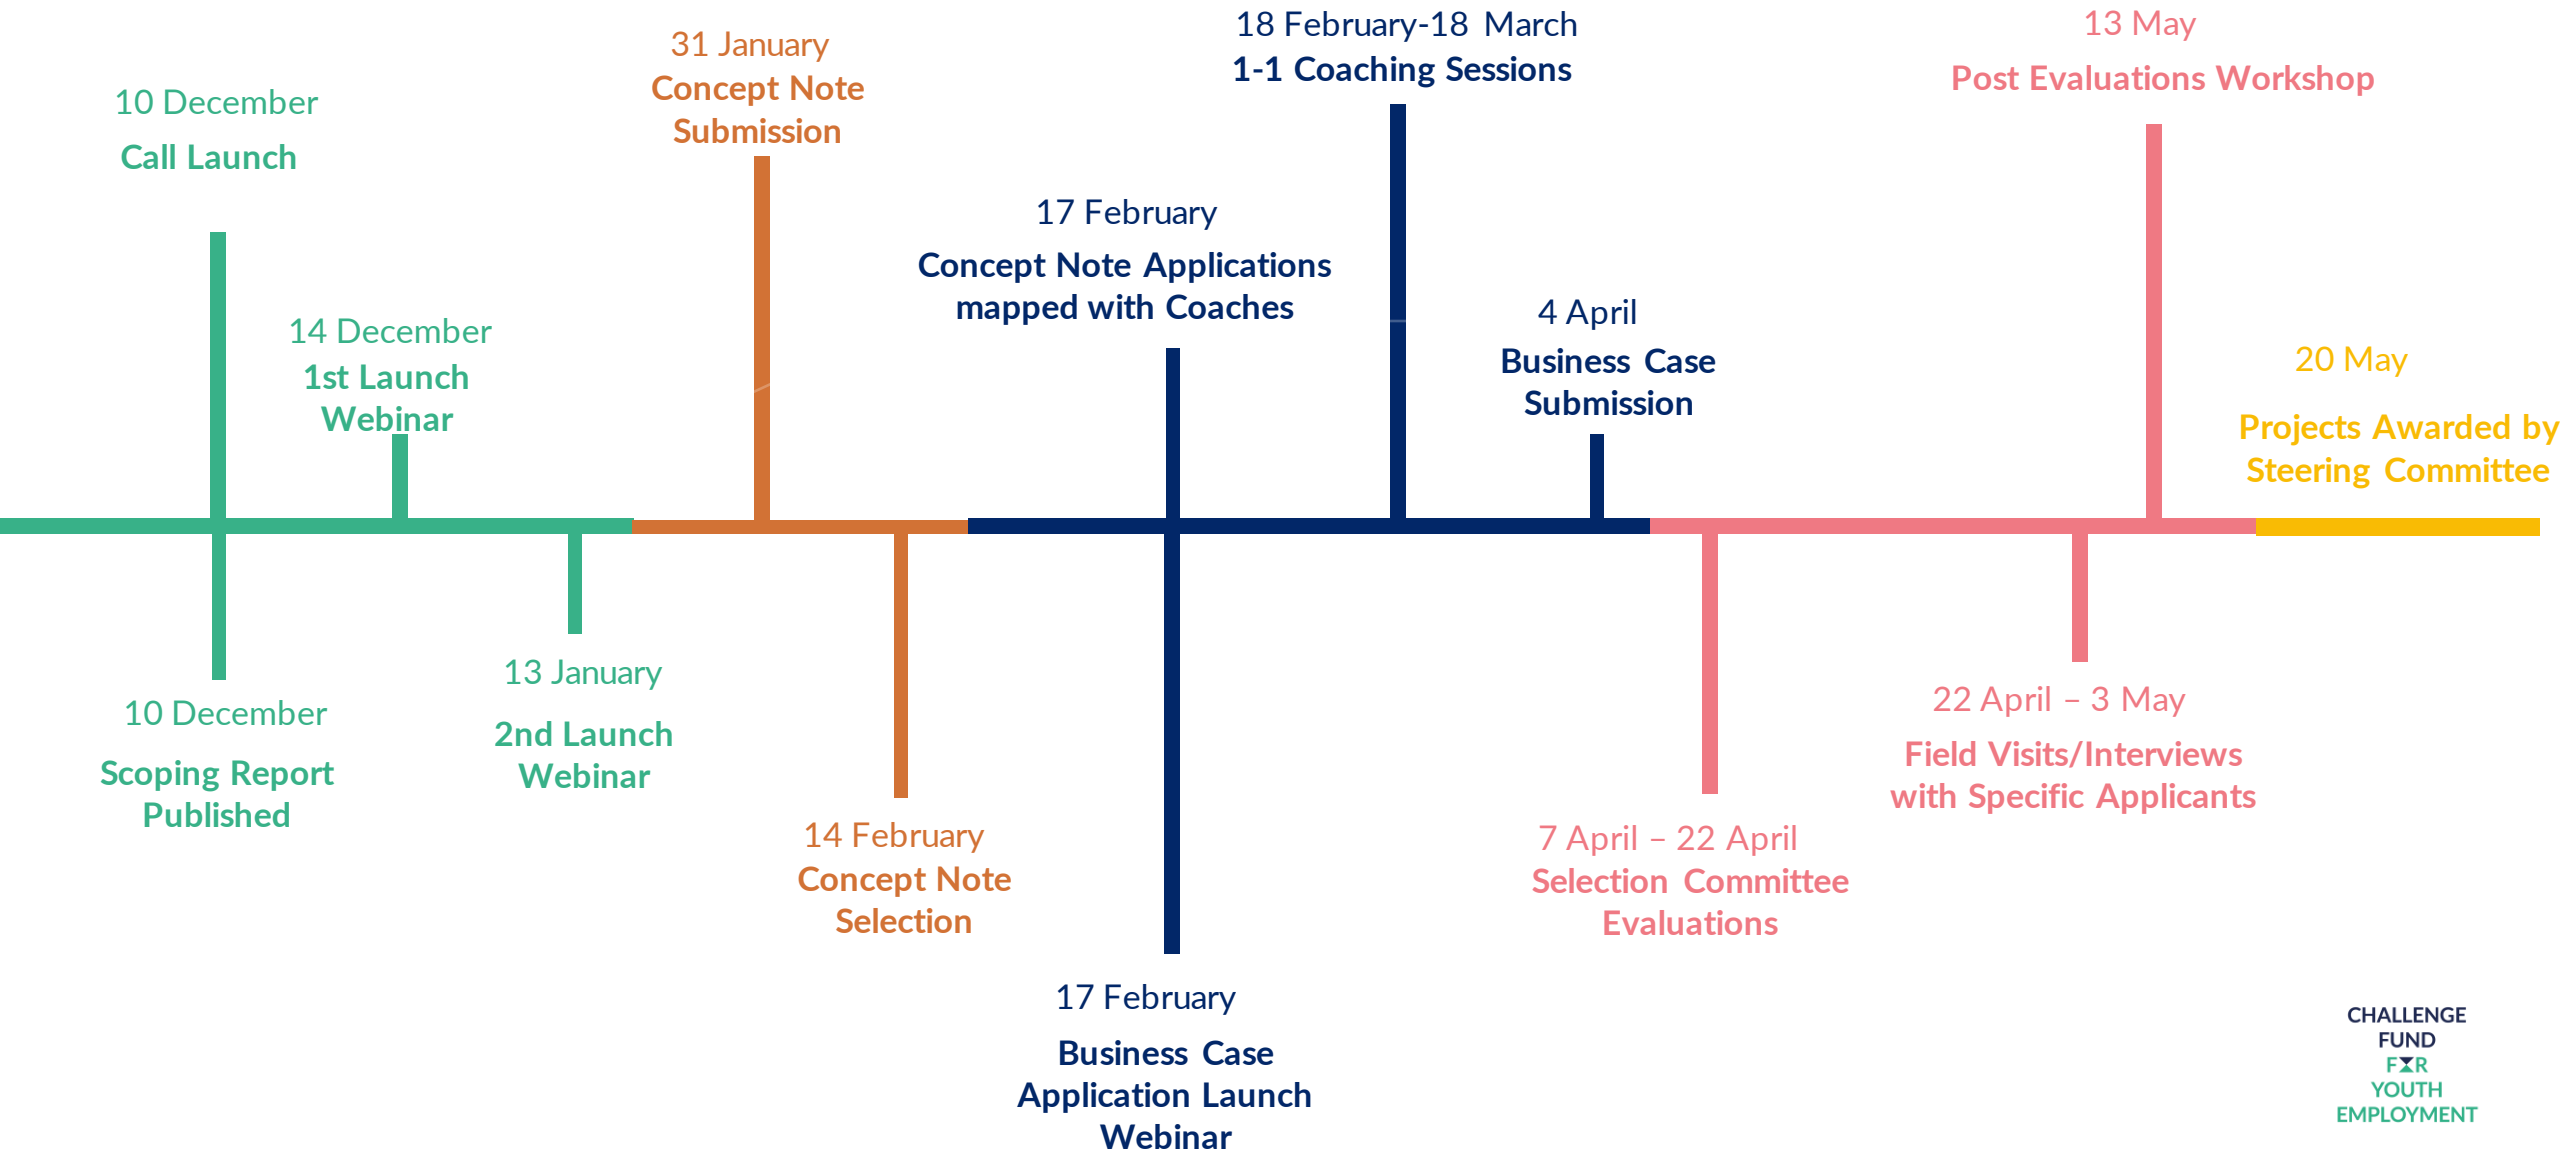 10 December
Call Launch
14 December
1st Launch
Webinar
31 January
Concept Note
Submission
17 February
Concept Note Applications
mapped with Coaches
18 February-18 March
1-1 Coaching Sessions
4 April
Business Case
Submission
13 May
Post Evaluations Workshop
20 May
Projects Awarded by
Steering Committee
10 December
Scoping Report
Published
13 January
2nd Launch
Webinar
14 February
Concept Note
Selection
17 February
Business Case
Application Launch
Webinar
7 April – 22 April
Selection Committee
Evaluations
22 April – 3 May
Field Visits/Interviews
with Specific Applicants
CHALLENGE
FUND
FOR
YOUTH
EMPLOYMENT